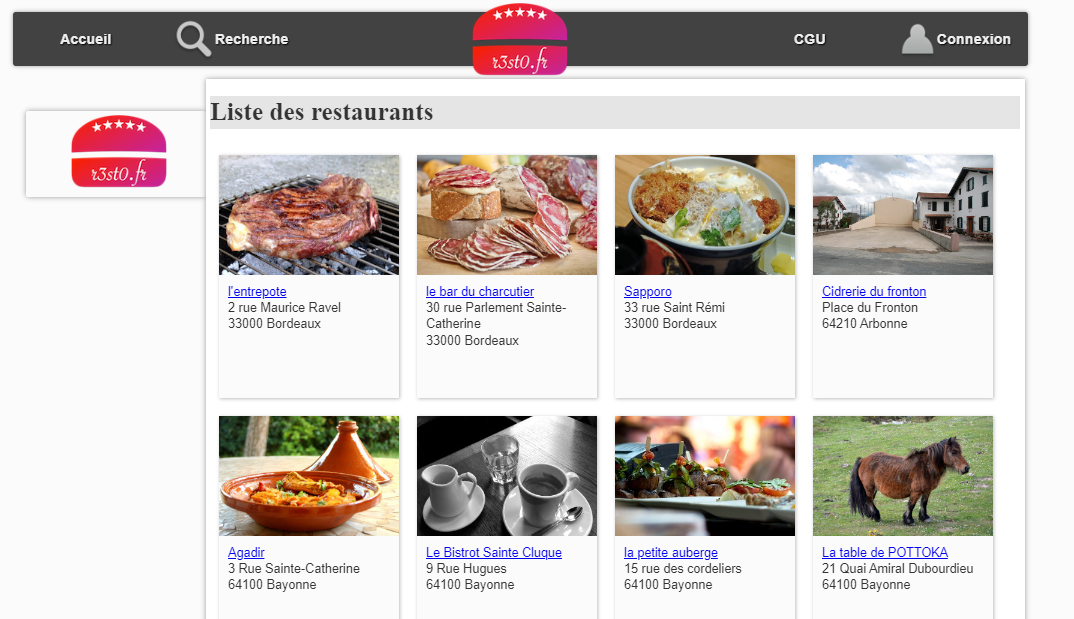 Accueil
Recherche
r3st0.fr
CGU
Connexion
r3st0.fr
Liste des restaurants
l'entrepote
2 rue Maurice Ravel
33000 Bordeaux
le bar du charcutier
30 rue Parlement Sainte-
Catherine
33000 Bordeaux
Sapporo
33 rue Saint Rémi
33000 Bordeaux
Cidrerie du fronton
Place du Fronton
64210 Arbonne
Agadir
3 Rue Sainte-Catherine
64100 Bayonne
Le Bistrot Sainte Cluque
9 Rue Hugues
64100 Bayonne
la petite auberge
15 rue des cordeliers
64100 Bayonne
La table de POTTOKA
21 Quai Amiral Dubourdieu
64100 Bayonne